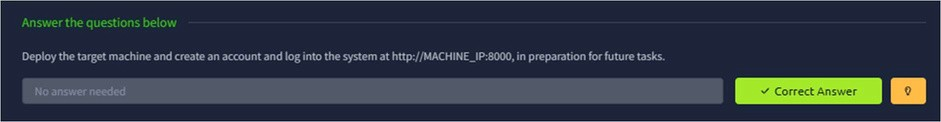 Answer the questions below
Deploy the target machine and create an account and log into the system at http://MACHINE_IP:8000, in preparation for future tasks.
No answer needed
✓ Correct Answer